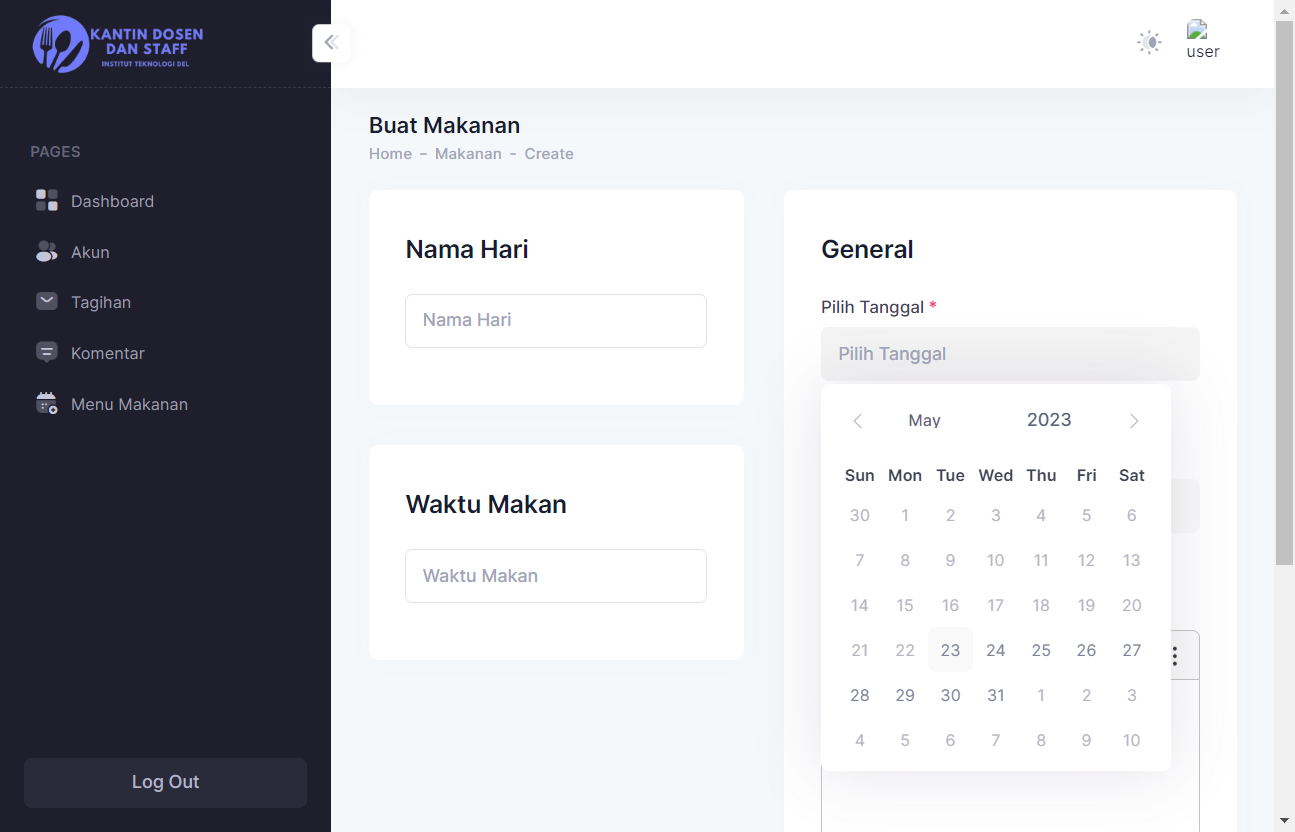 KANTIN DOSEN
DAN STAFF
INSTITUT TEKNOLOGI DEL
user
PAGES
Dashboard
Akun
Tagihan
Komentar
Menu Makanan
Log Out
Buat Makanan
Home - Makanan - Create
Nama Hari
Nama Hari
Waktu Makan
Waktu Makan
General
Pilih Tanggal *
Pilih Tanggal
May 2023
Sun Mon Tue Wed Thu Fri Sat
30 1 2 3 4 5 6
7 8 9 10 11 12 13
14 15 16 17 18 19 20
21 22 23 24 25 26 27
28 29 30 31 1 2 3
4 5 6 7 8 9 10